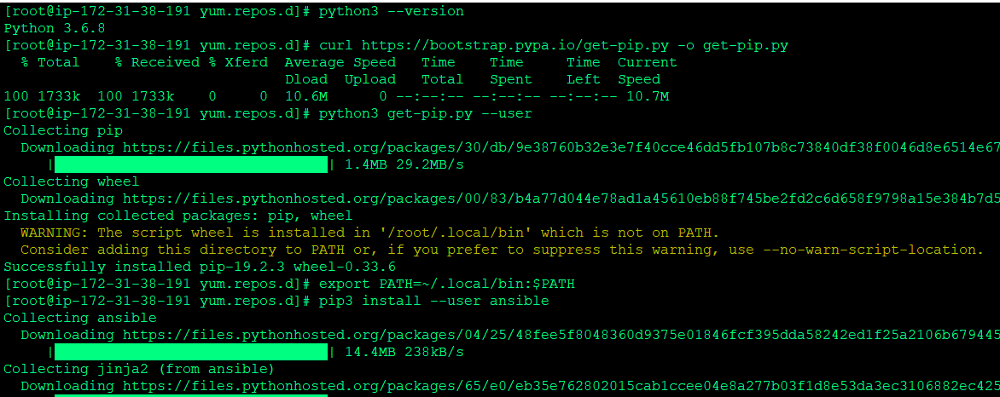 [root@ip-172-31-38-191 yum.repos.d]# python3 --version
Python 3.6.8
[root@ip-172-31-38-191 yum.repos.d]# curl https://bootstrap.pypa.io/get-pip.py -o get-pip.py
% Total % Received % Xferd Average Speed Time Time Time Current
Dload Upload Total Spent Left Speed
100 1733k 100 1733k 0 0 10.6M 0 --:--:-- --:--:-- --:--:-- 10.7M
[root@ip-172-31-38-191 yum.repos.d]# python3 get-pip.py --user
Collecting pip
Downloading https://files.pythonhosted.org/packages/30/db/9e38760b32e3e7f40cce46dd5fb107b8c73840df38f0046d8e6514e67
| | 1.4MB 29.2MB/s
Collecting wheel
Downloading https://files.pythonhosted.org/packages/00/83/b4a77d044e78ad1a45610eb88f745be2fd2c6d658f9798a15e384b7d5
Installing collected packages: pip, wheel
WARNING: The script wheel is installed in '/root/.local/bin' which is not on PATH.
Consider adding this directory to PATH or, if you prefer to suppress this warning, use --no-warn-script-location.
Successfully installed pip-19.2.3 wheel-0.33.6
[root@ip-172-31-38-191 yum.repos.d]# export PATH=~/.local/bin:$PATH
[root@ip-172-31-38-191 yum.repos.d]# pip3 install --user ansible
Collecting ansible
Downloading https://files.pythonhosted.org/packages/04/25/48fee5f8048360d9375e01846fcf395dda58242ed1f25a2106b679445
| | 14.4MB 238kB/s
Collecting jinja2 (from ansible)
Downloading https://files.pythonhosted.org/packages/65/e0/eb35e762802015cab1ccee04e8a277b03f1d8e53da3ec3106882ec425